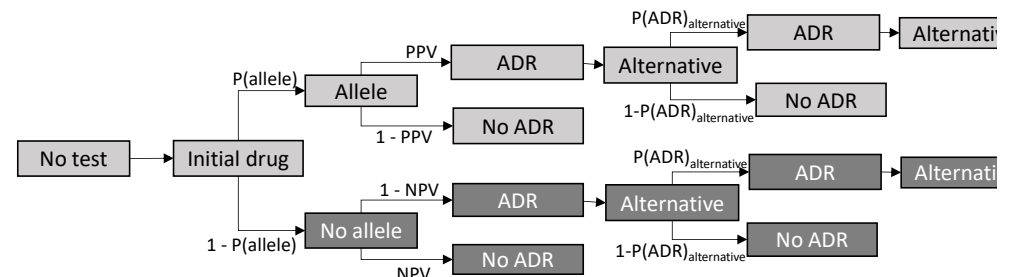 P(ADR)alternative
ADR
Alternati
PPV
ADR
Alternative
P(allele)
Allele
1-P(ADR)alternative
No ADR
1 - PPV
No ADR
No test
Initial drug
P(ADR)alternative
ADR
Alternati
1 - NPV
ADR
Alternative
1 - P(allele)
No allele
1-P(ADR)alternative
No ADR
NPV
No ADR